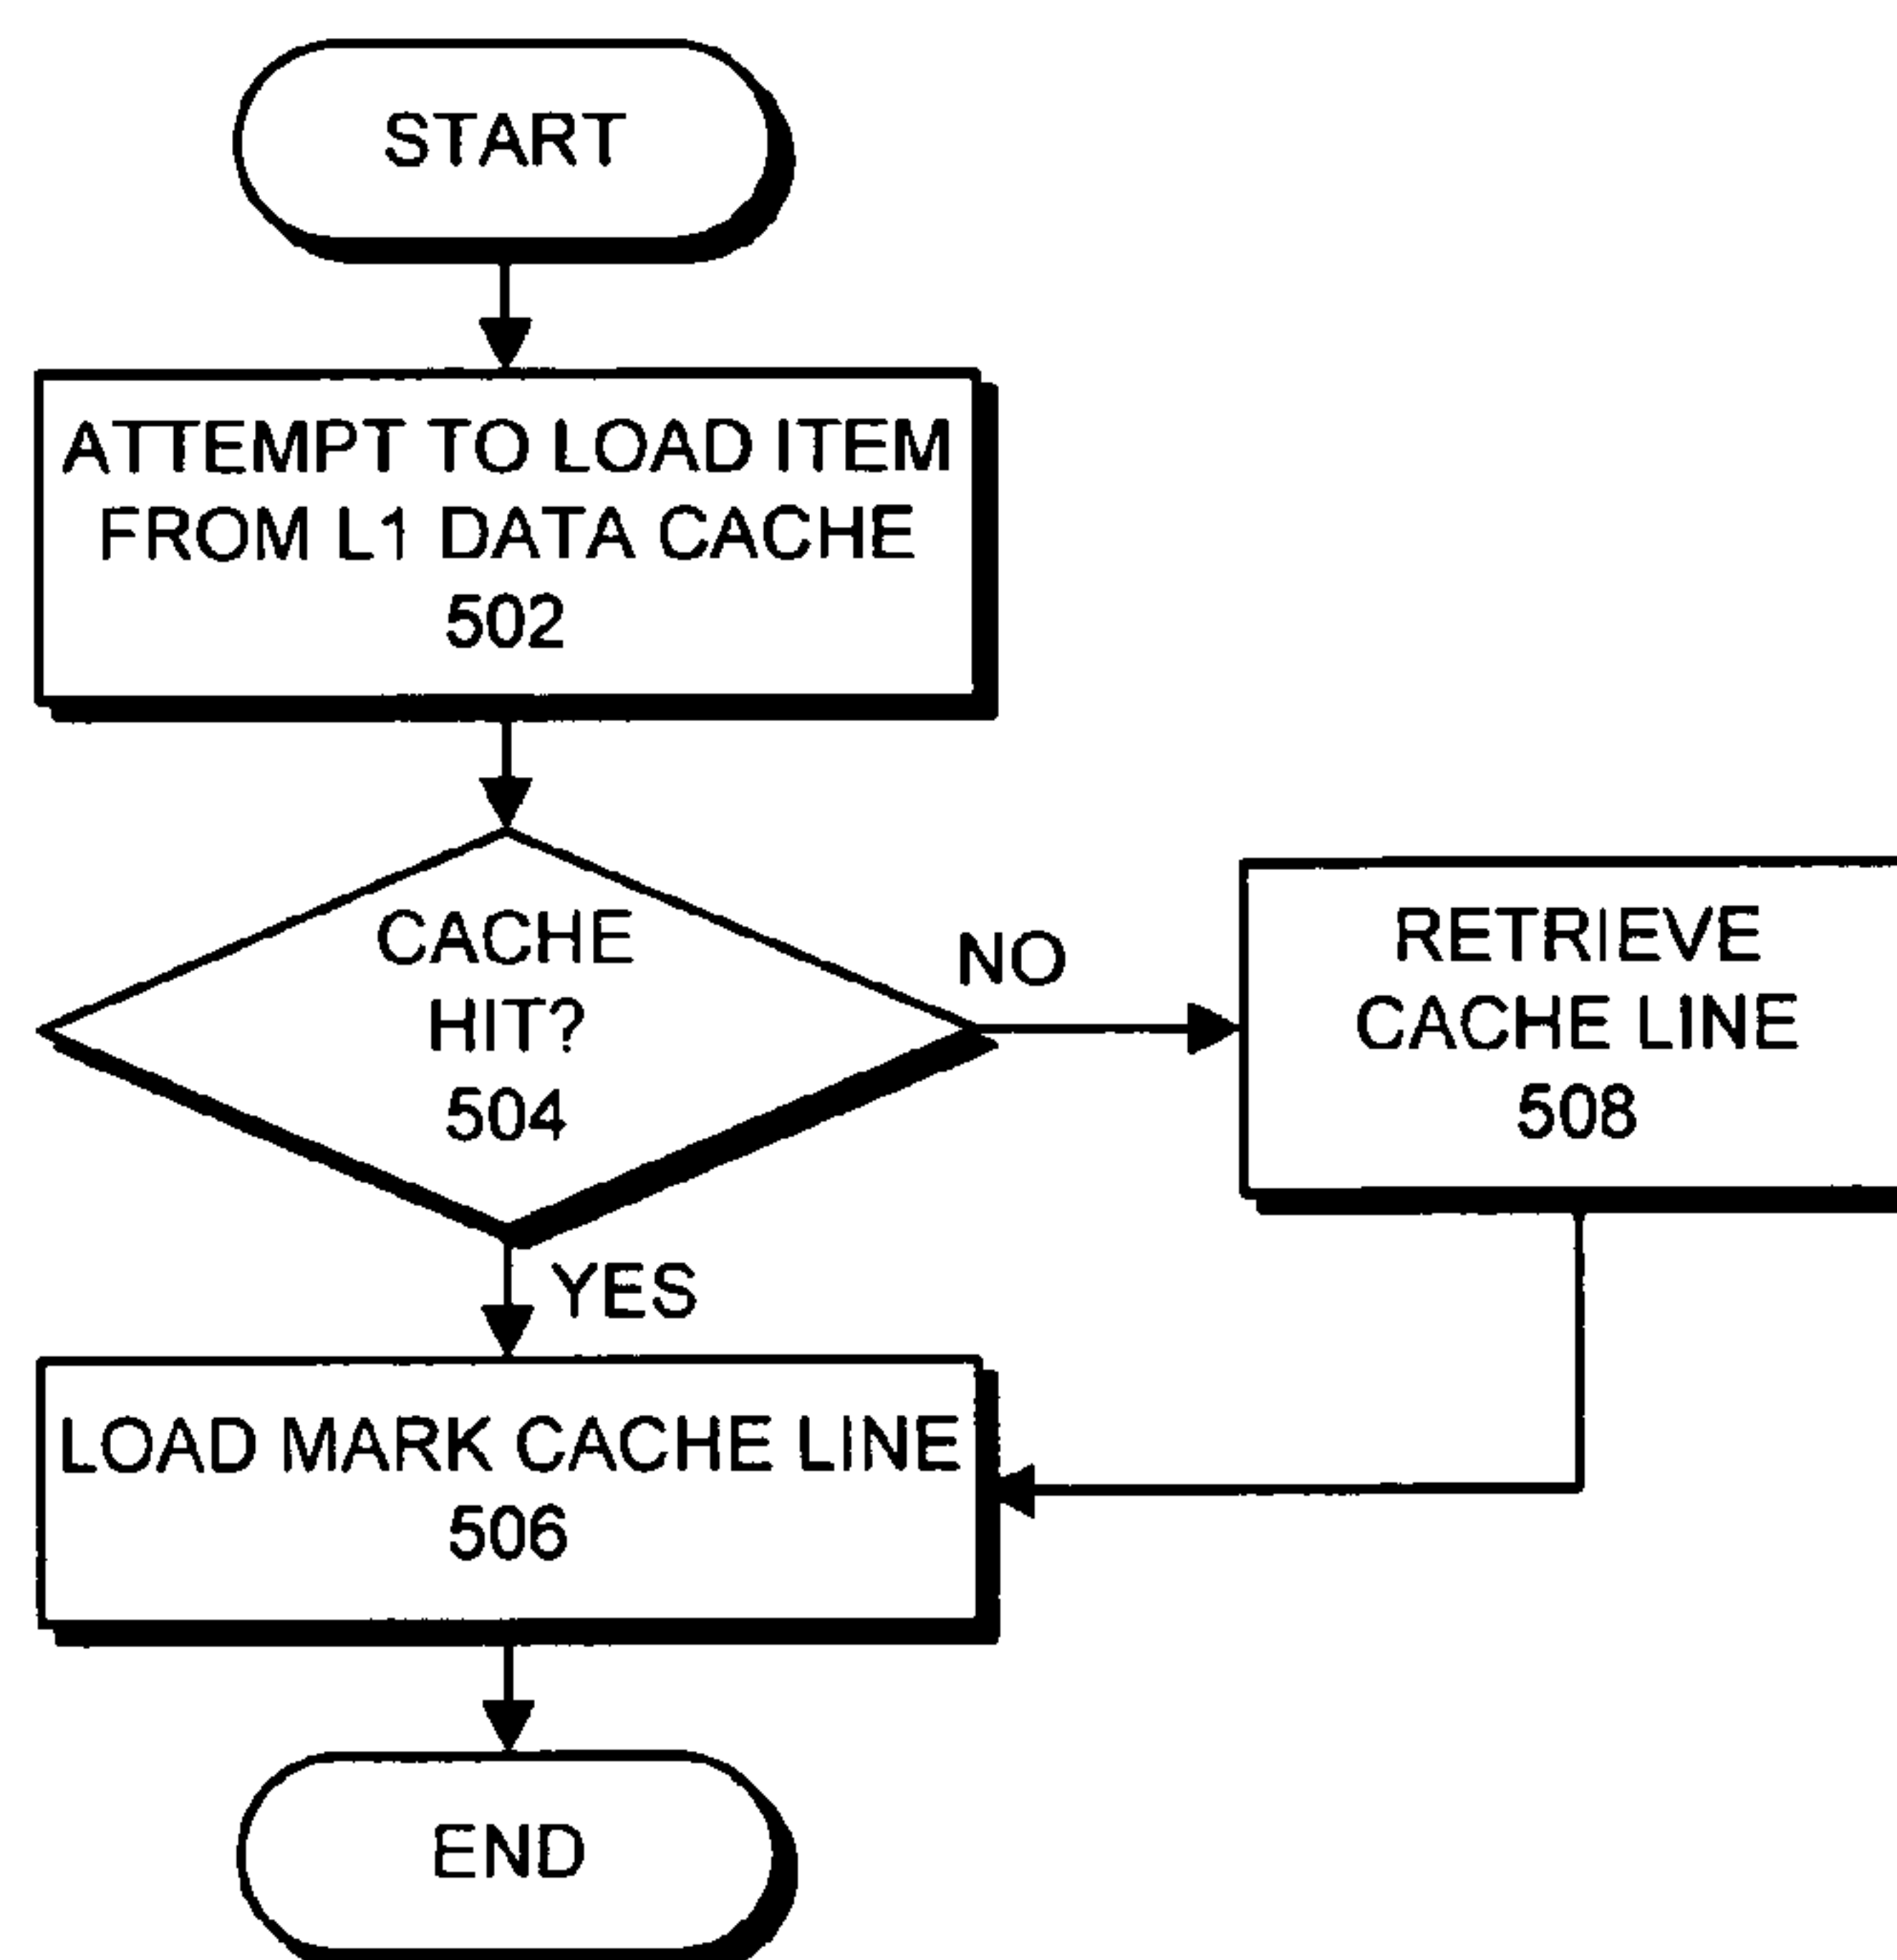 START
ATTEMPT TO LOAD ITEM
FROM L1 DATA CACHE
502
CACHE
HIT?
504
NO
RETRIEVE
CACHE LINE
508
YES
LOAD MARK CACHE LINE
506
END